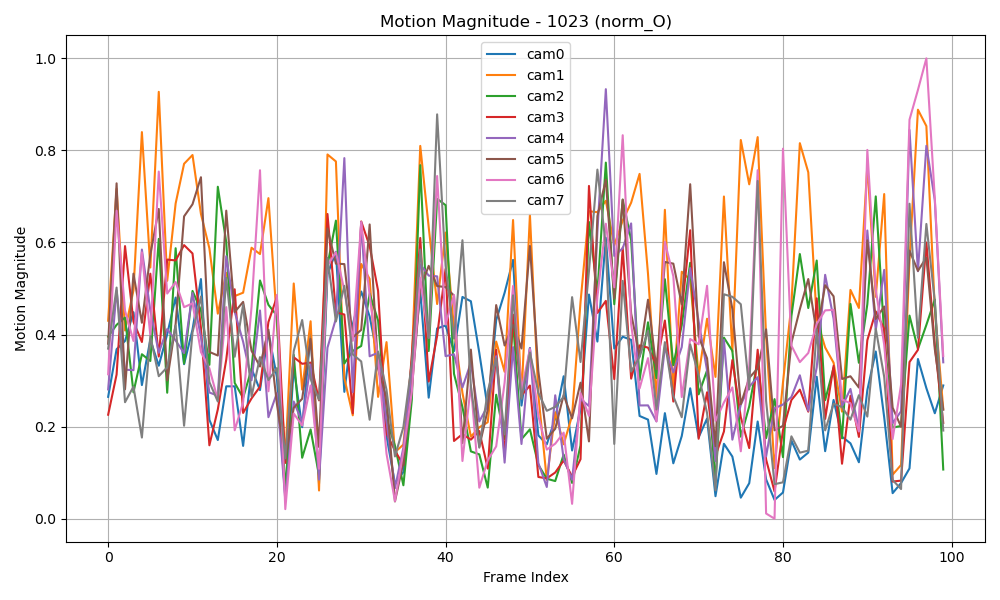 Motion Magnitude - 1023 (norm_O)
Motion Magnitude
1.0
0.8
0.6
0.4
0.2
0.0
cam0
cam1
cam2
cam3
cam4
cam5
cam6
cam7
0 20 40 60 80 100
Frame Index